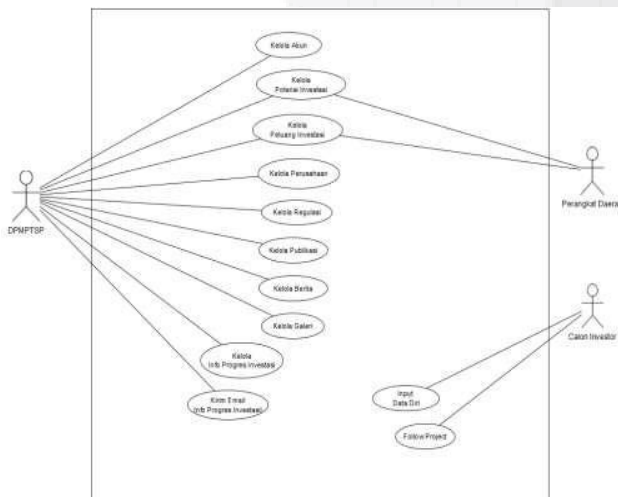 Kelola Akun
Kelola
Potensi Investasi
Kelola
Peluang Investasi
Kelola Perusahaan
Kelola Regulasi
Kelola Publikasi
Kelola Berita
Kelola Galeri
Kelola
Info Progres Investasi
Kirim Email
(Info Progres Investasi)
DPMPTSP
Perangkat Daera
Calon Investor
Input
Data Diri
Follow Project